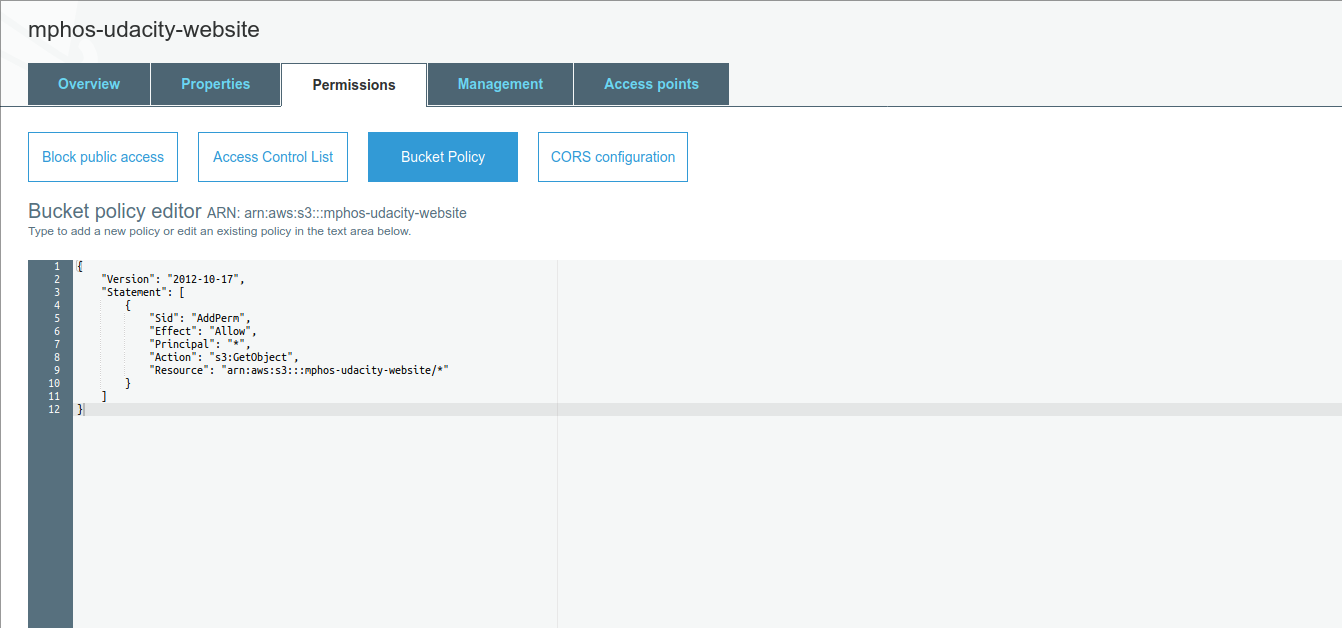 mphos-udacity-website
Overview Properties Permissions Management Access points
Block public access Access Control List Bucket Policy CORS configuration
Bucket policy editor ARN: arn:aws:s3:::mphos-udacity-website
Type to add a new policy or edit an existing policy in the text area below.
1 {
2 "Version": "2012-10-17",
3 "Statement": [
4 {
5 "Sid": "AddPerm",
6 "Effect": "Allow",
7 "Principal": "*",
8 "Action": "s3:GetObject",
9 "Resource": "arn:aws:s3:::mphos-udacity-website/*"
10 }
11 ]
12 }